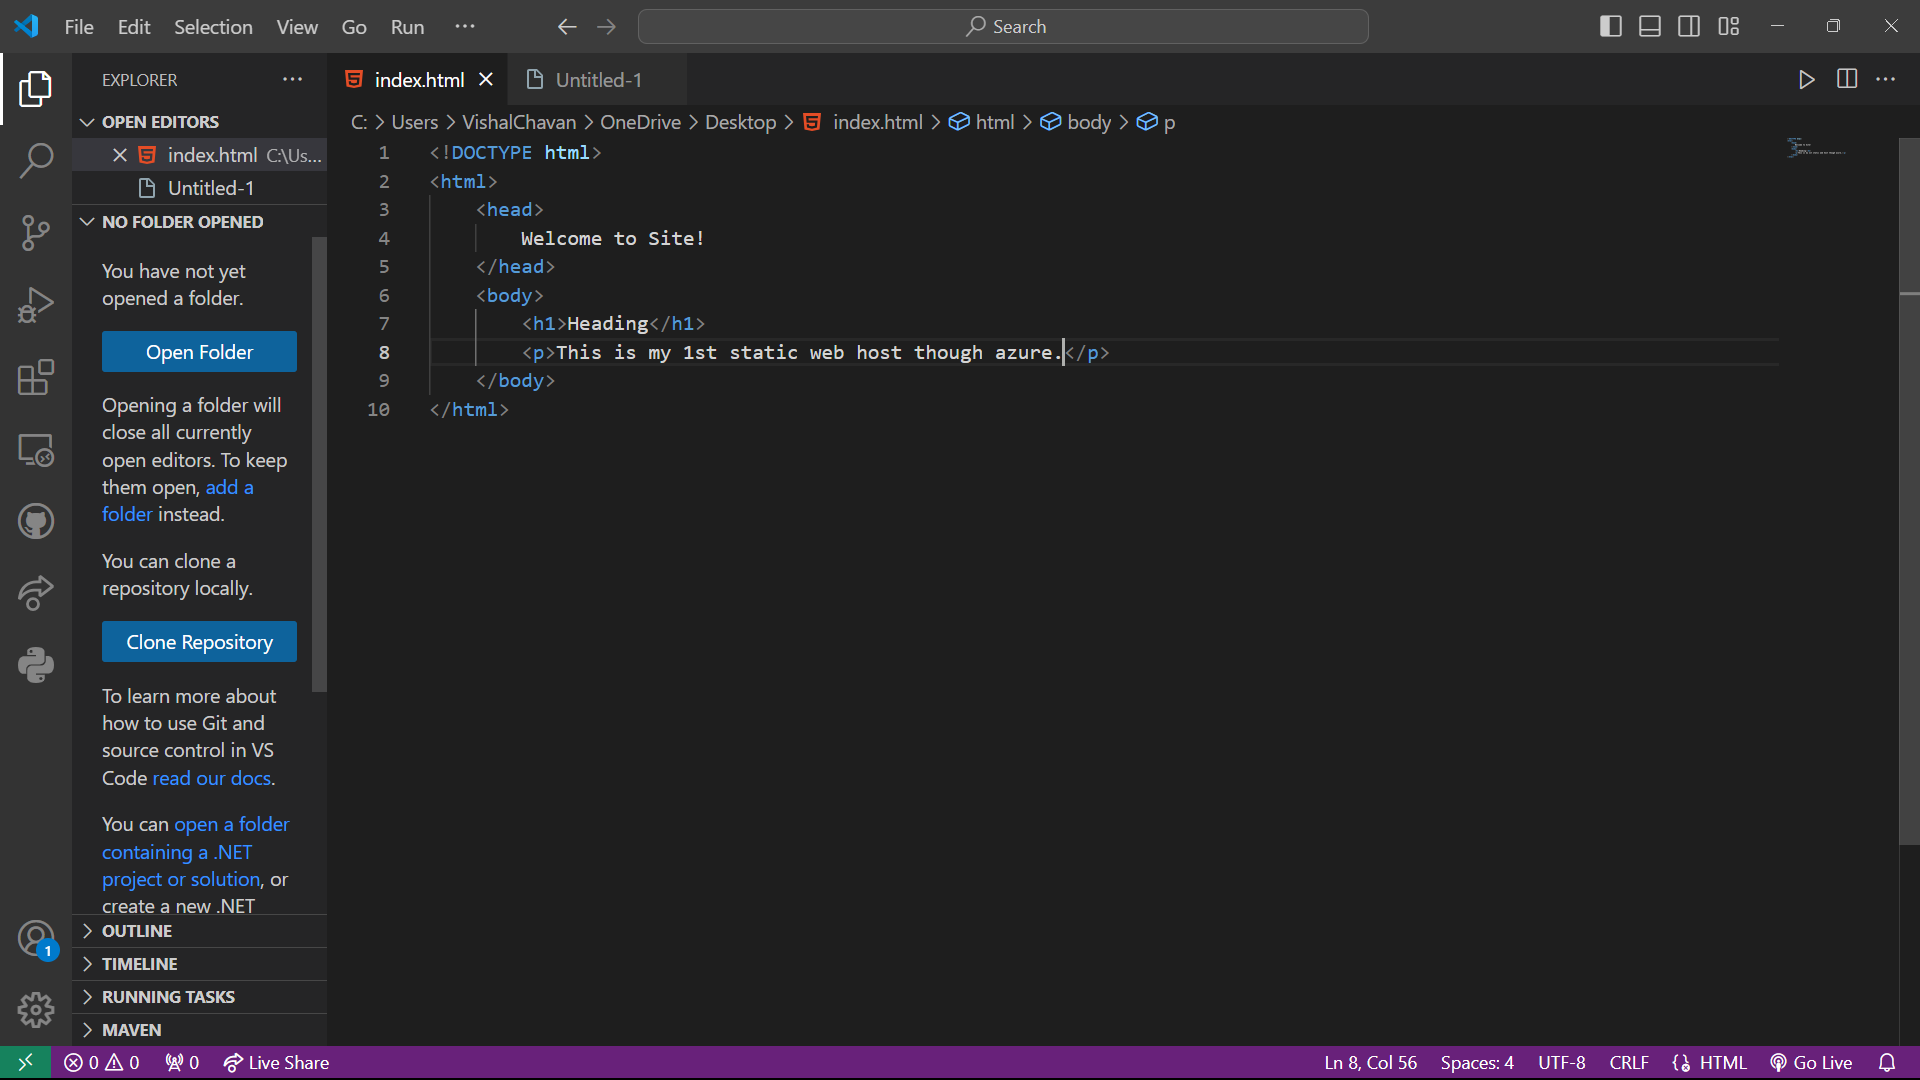 File Edit Selection View Go Run ··· Search
EXPLORER ···
index.html Untitled-1
OPEN EDITORS
index.html C:\Us...
Untitled-1
NO FOLDER OPENED
You have not yet
opened a folder.
Open Folder
Opening a folder will
close all currently
open editors. To keep
them open, add a
folder instead.
You can clone a
repository locally.
Clone Repository
To learn more about
how to use Git and
source control in VS
Code read our docs.
You can open a folder
containing a .NET
project or solution, or
create a new .NET
OUTLINE
TIMELINE
RUNNING TASKS
MAVEN
1
C: > Users > VishalChavan > OneDrive > Desktop > index.html > html > body > p
1 <!DOCTYPE html>
2 <html>
3 <head>
4 Welcome to Site!
5 </head>
6 <body>
7 <h1>Heading</h1>
8 <p>This is my 1st static web host though azure.</p>
9 </body>
10 </html>
0 0 0 Live Share Ln 8, Col 56 Spaces: 4 UTF-8 CRLF HTML Go Live